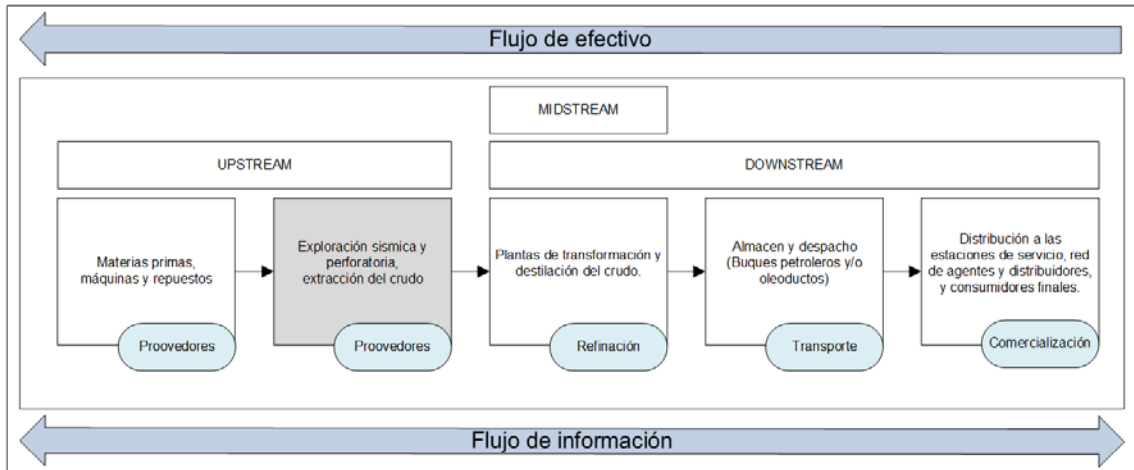 Flujo de efectivo
MIDSTREAM
UPSTREAM
DOWNSTREAM
Materias primas,
máquinas y repuestos
Proovedores
Exploración sísmica y
perforatoria,
extracción del crudo
Proovedores
Plantas de transformación y
destilación del crudo.
Refinación
Almacen y despacho
(Buques petroleros y/o
oleoductos)
Transporte
Distribución a las
estaciones de servicio, red
de agentes y distribuidores,
y consumidores finales.
Comercialización
Flujo de información